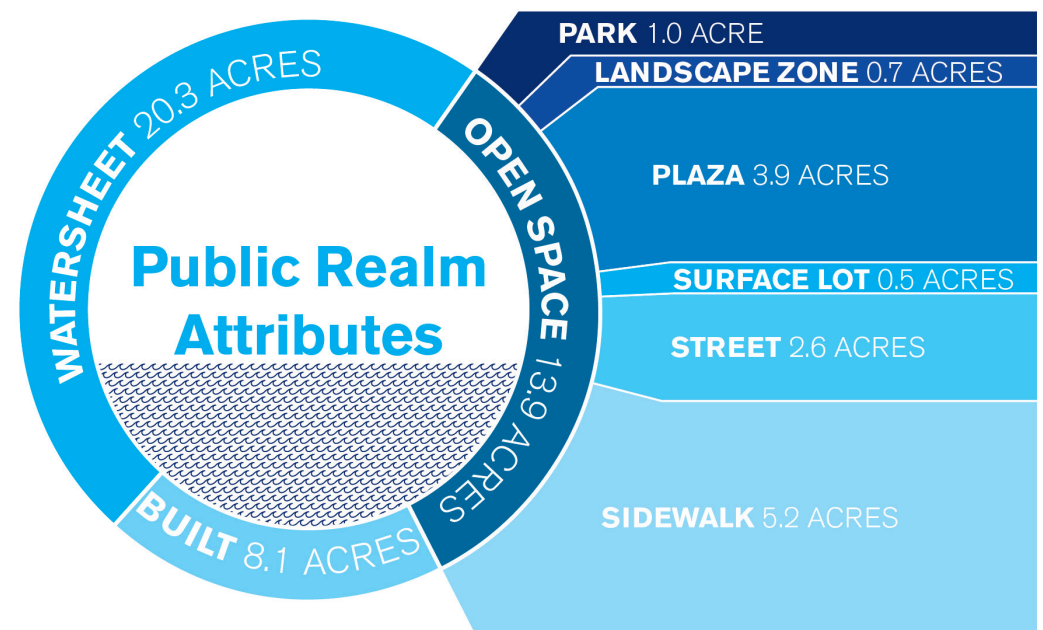 Public Realm
Attributes
WATERSHEET 20.3 ACRES
OPEN SPACE 13.9 ACRES
BUILT 8.1 ACRES
PARK 1.0 ACRE
LANDSCAPE ZONE 0.7 ACRES
PLAZA 3.9 ACRES
SURFACE LOT 0.5 ACRES
STREET 2.6 ACRES
SIDEWALK 5.2 ACRES